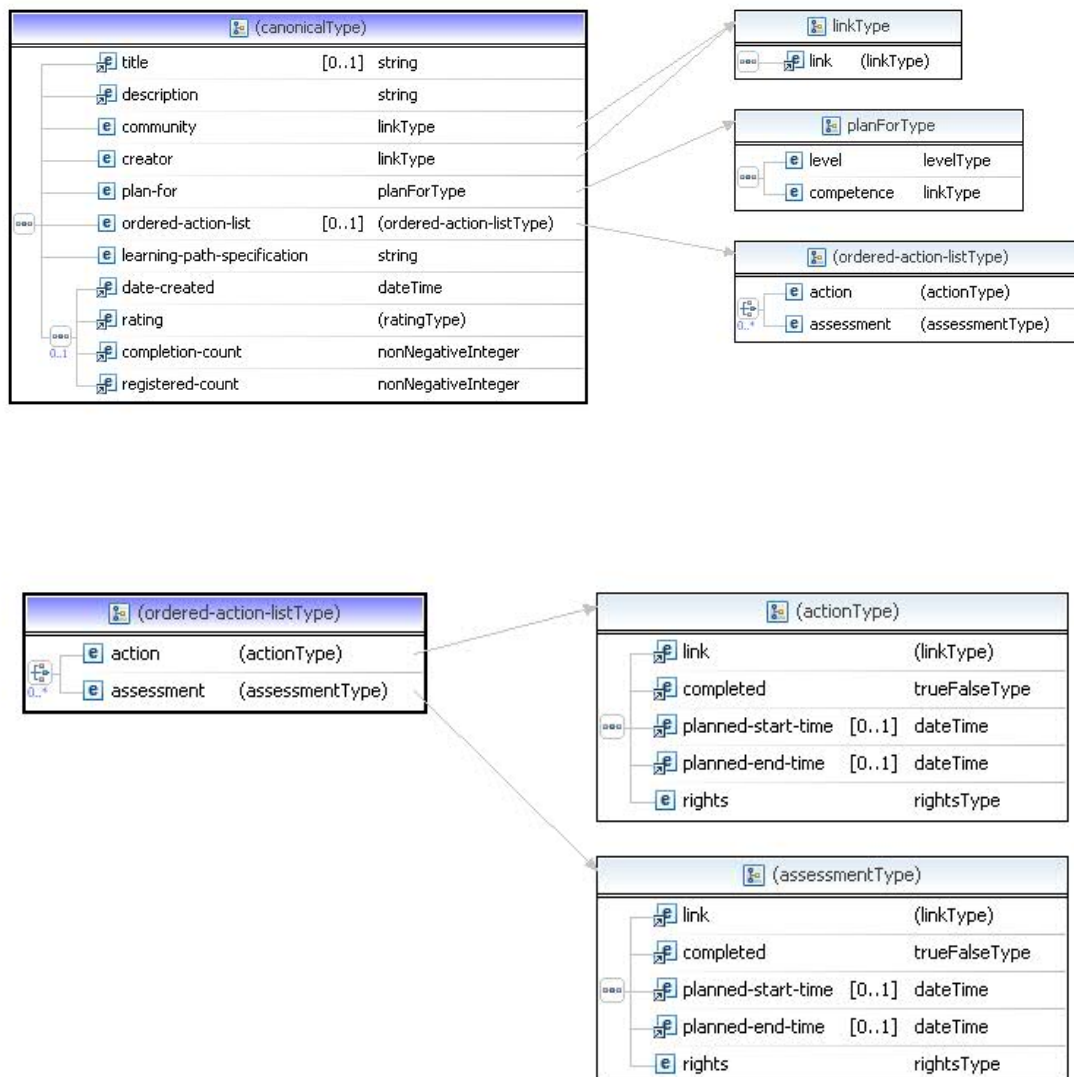 (canonicalType)
title [0..1] string
description string
community linkType
creator linkType
plan-for planForType
ordered-action-list [0..1] (ordered-action-listType)
learning-path-specification string
date-created dateTime
rating (ratingType)
completion-count nonNegativeInteger
0..1
registered-count nonNegativeInteger
linkType
link (linkType)
planForType
level levelType
competence linkType
(ordered-action-listType)
action (actionType)
0..* assessment (assessmentType)
(ordered-action-listType)
action (actionType)
0..* assessment (assessmentType)
(actionType)
link (linkType)
completed trueFalseType
planned-start-time [0..1] dateTime
planned-end-time [0..1] dateTime
rights rightsType
(assessmentType)
link (linkType)
completed trueFalseType
planned-start-time [0..1] dateTime
planned-end-time [0..1] dateTime
rights rightsType